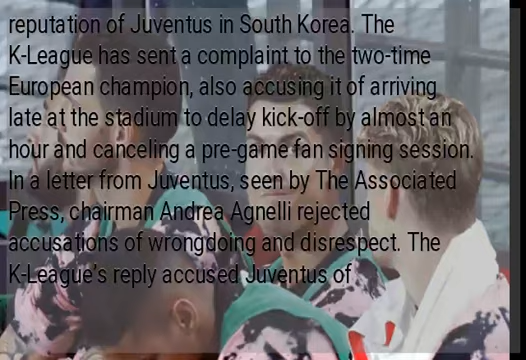 reputation of Juventus in South Korea. The
K-League has sent a complaint to the two-time
European champion, also accusing it of arriving
late at the stadium to delay kick-off by almost an
hour and canceling a pre-game fan signing session.
In a letter from Juventus, seen by The Associated
Press, chairman Andrea Agnelli rejected
accusations of wrongdoing and disrespect. The
K-League's reply accused Juventus of